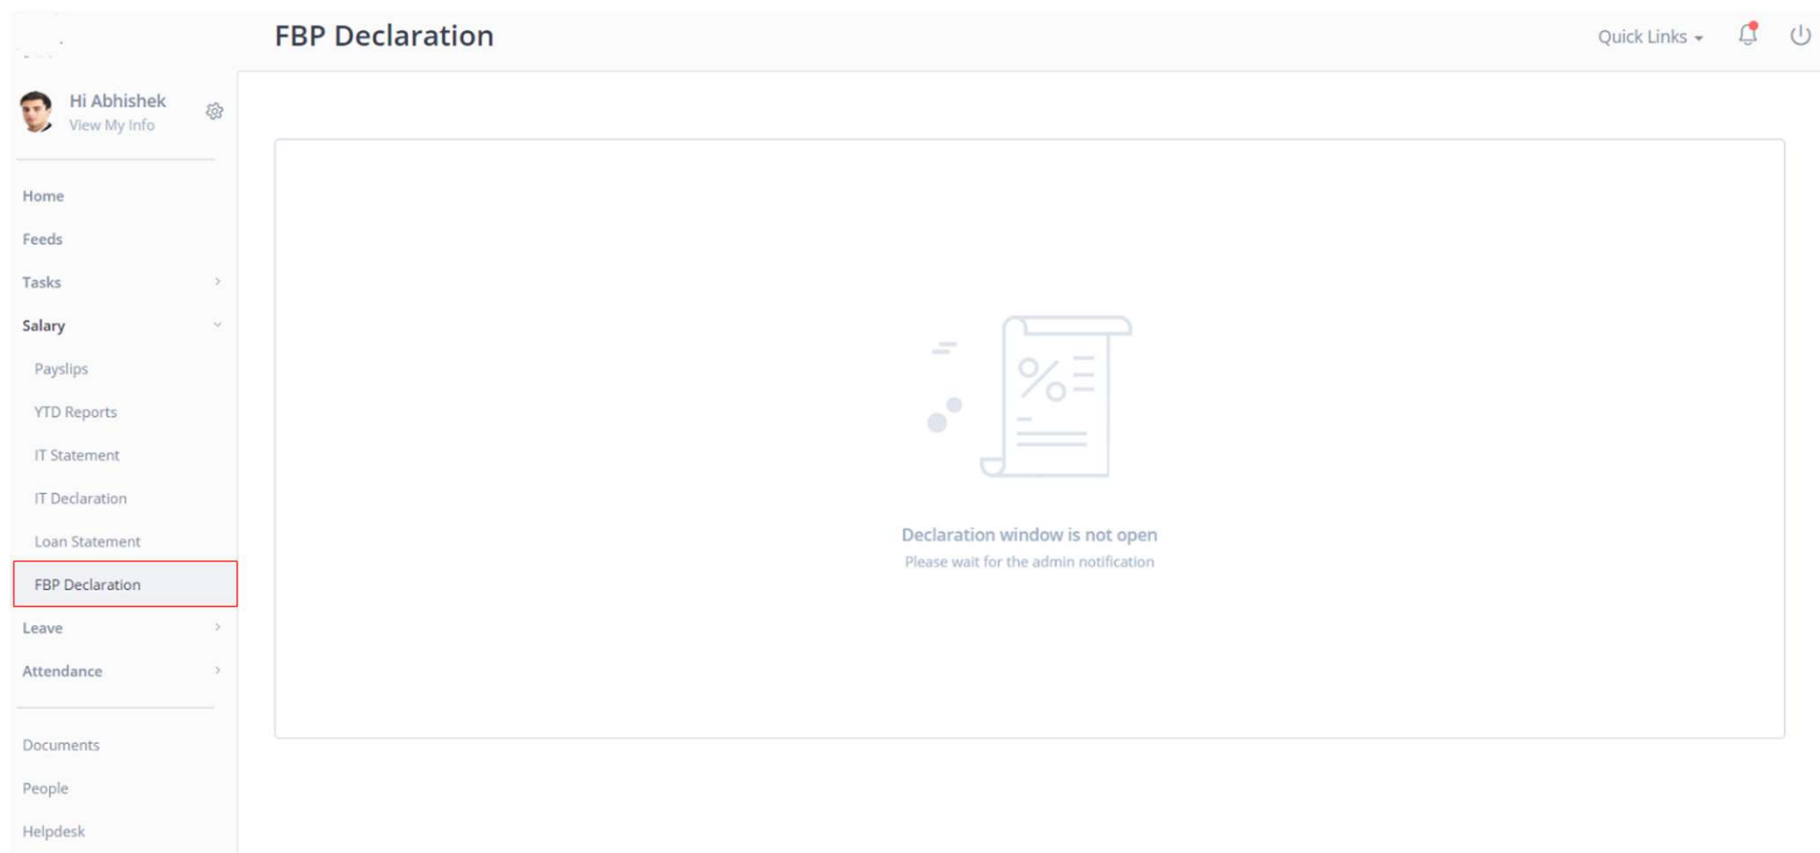 FBP Declaration
Quick Links
Hi Abhishek
View My Info
Home
Feeds
Tasks
Salary
Payslips
YTD Reports
IT Statement
IT Declaration
Loan Statement
FBP Declaration
Leave
Attendance
Documents
People
Helpdesk
%
Declaration window is not open
Please wait for the admin notification